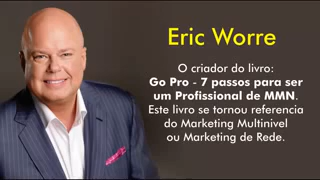 Eric Worre
O criador do livro:
Go Pro - 7 passos para ser
um Profissional de MMN.
Este livro se tornou referencia
do Marketing Multinivel
ou Marketing de Rede.